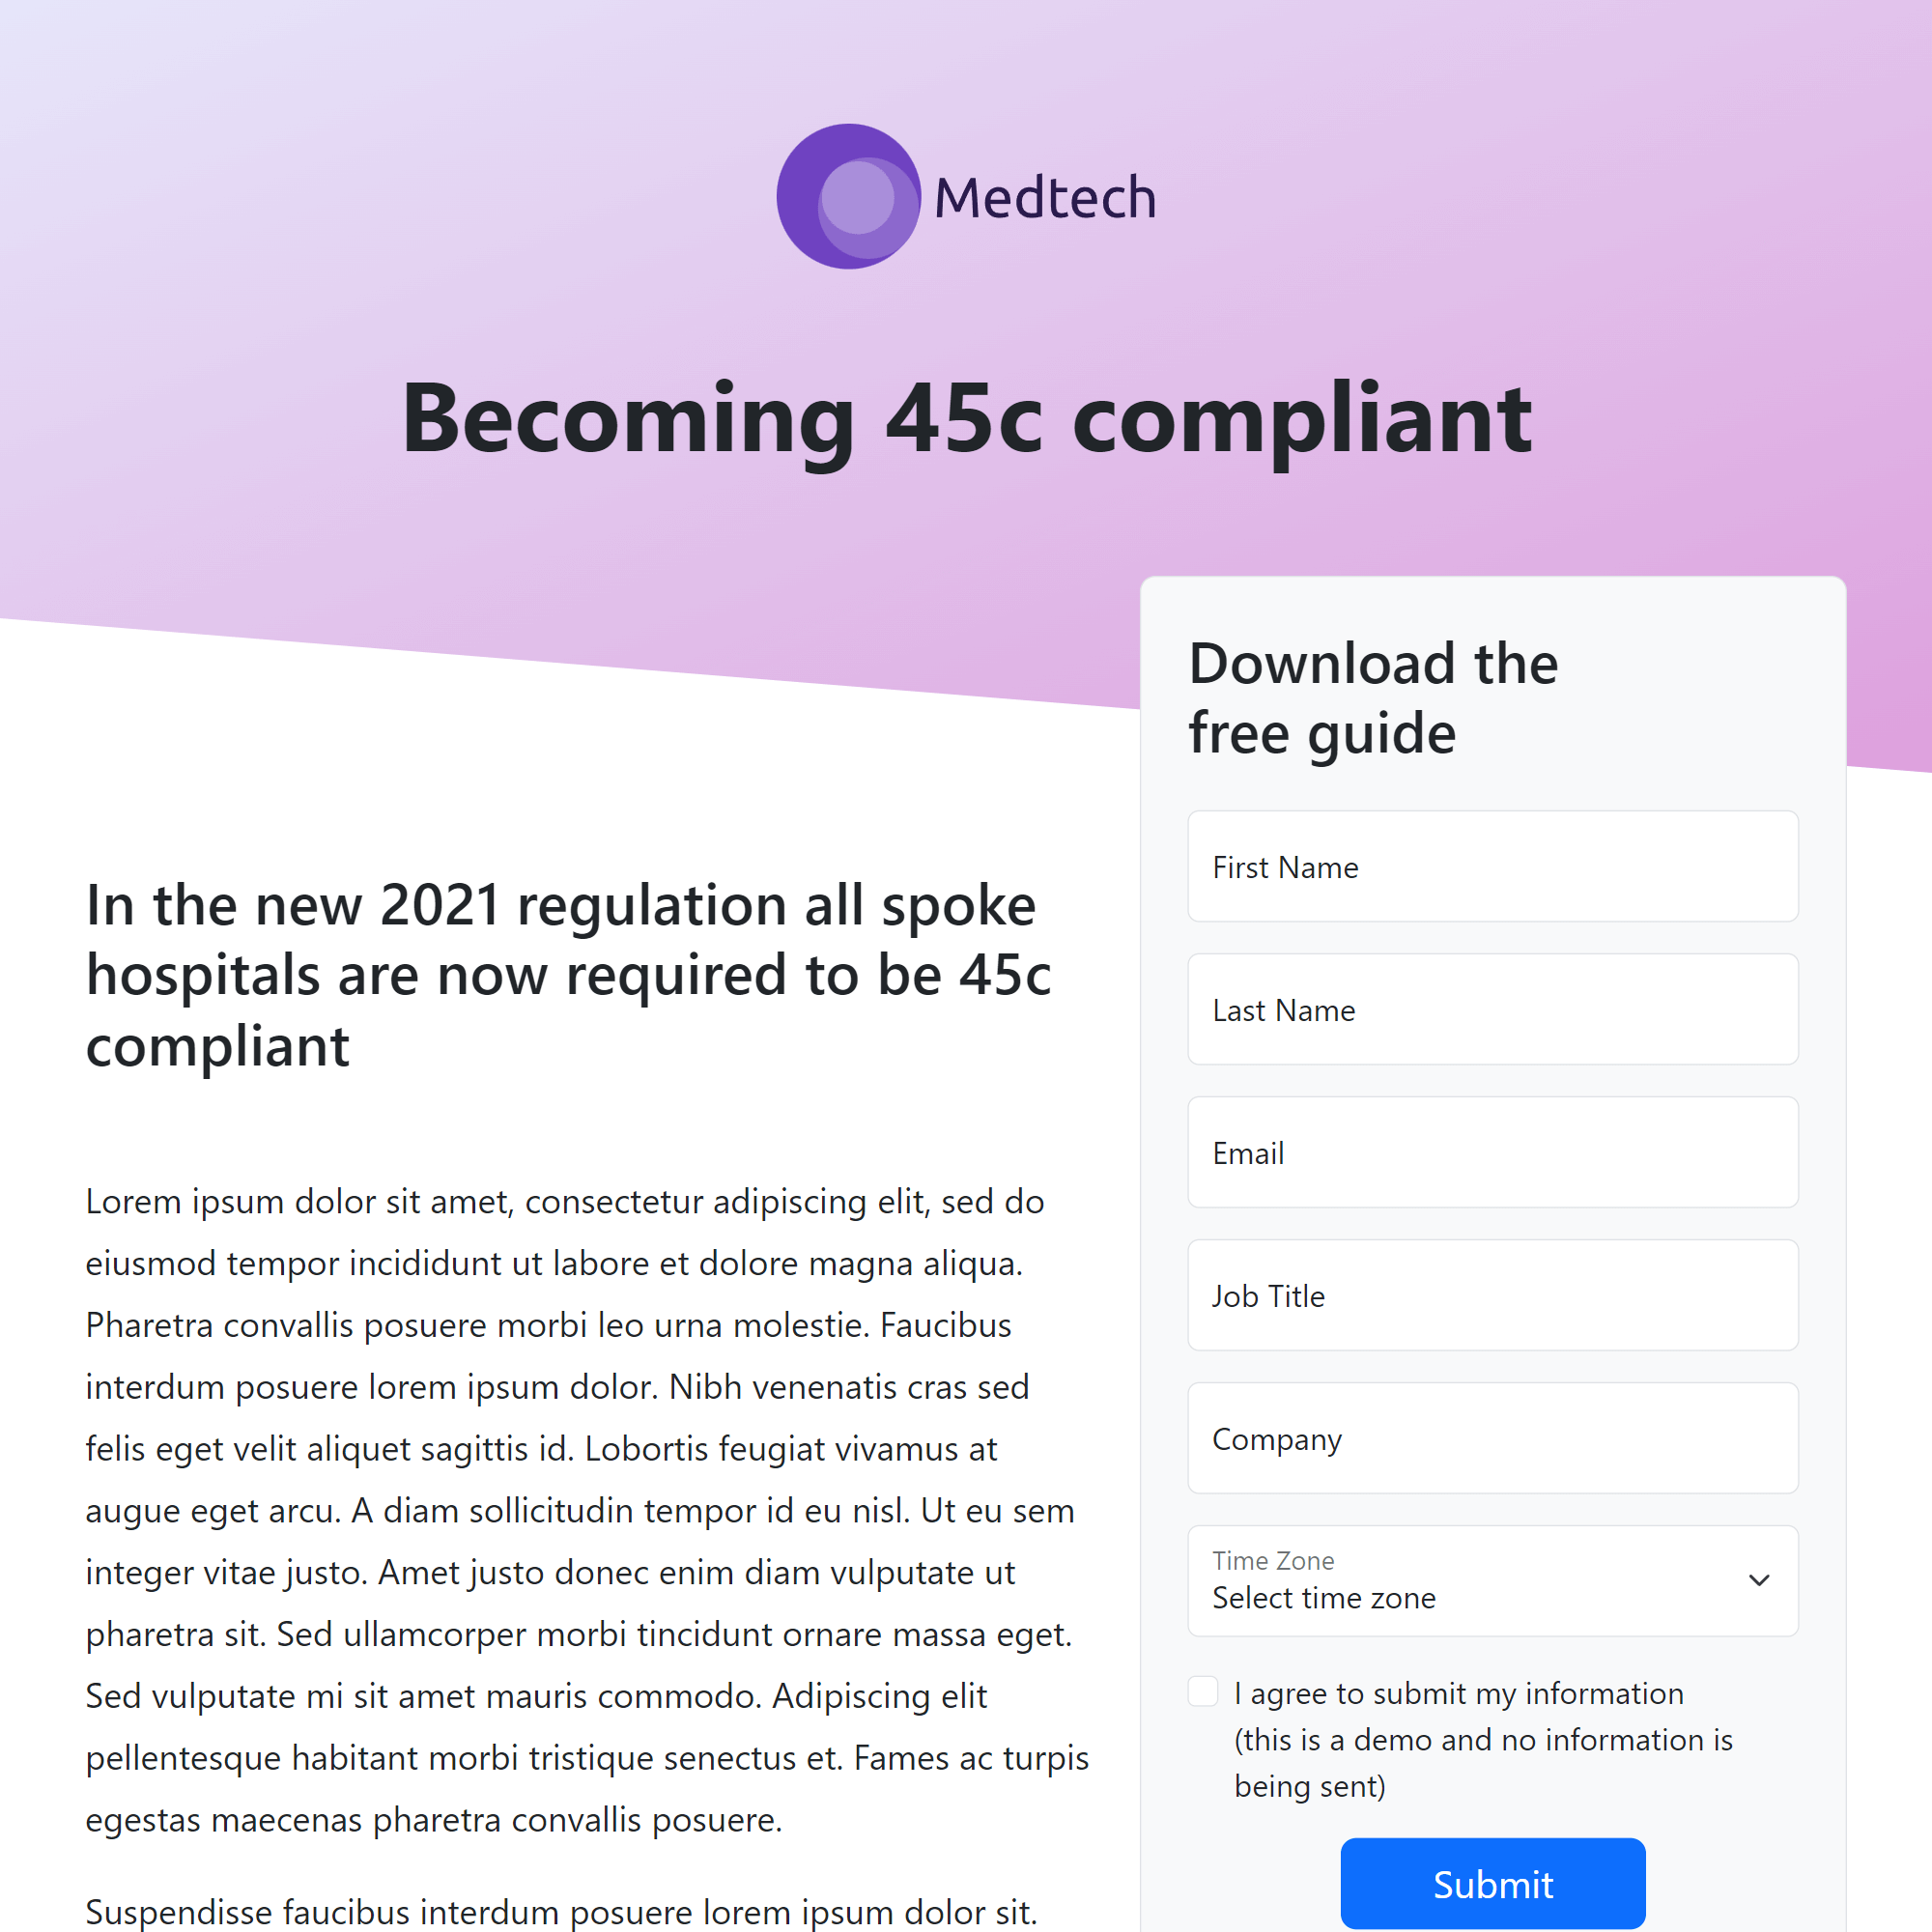 Medtech
Becoming 45c compliant
In the new 2021 regulation all spoke
hospitals are now required to be 45c
compliant
Lorem ipsum dolor sit amet, consectetur adipiscing elit, sed do
eiusmod tempor incididunt ut labore et dolore magna aliqua.
Pharetra convallis posuere morbi leo urna molestie. Faucibus
interdum posuere lorem ipsum dolor. Nibh venenatis cras sed
felis eget velit aliquet sagittis id. Lobortis feugiat vivamus at
augue eget arcu. A diam sollicitudin tempor id eu nisl. Ut eu sem
integer vitae justo. Amet justo donec enim diam vulputate ut
pharetra sit. Sed ullamcorper morbi tincidunt ornare massa eget.
Sed vulputate mi sit amet mauris commodo. Adipiscing elit
pellentesque habitant morbi tristique senectus et. Fames ac turpis
egestas maecenas pharetra convallis posuere.
Suspendisse faucibus interdum posuere lorem ipsum dolor sit.
Download the
free guide
First Name
Last Name
Email
Job Title
Company
Time Zone
Select time zone
I agree to submit my information
(this is a demo and no information is
being sent)
Submit